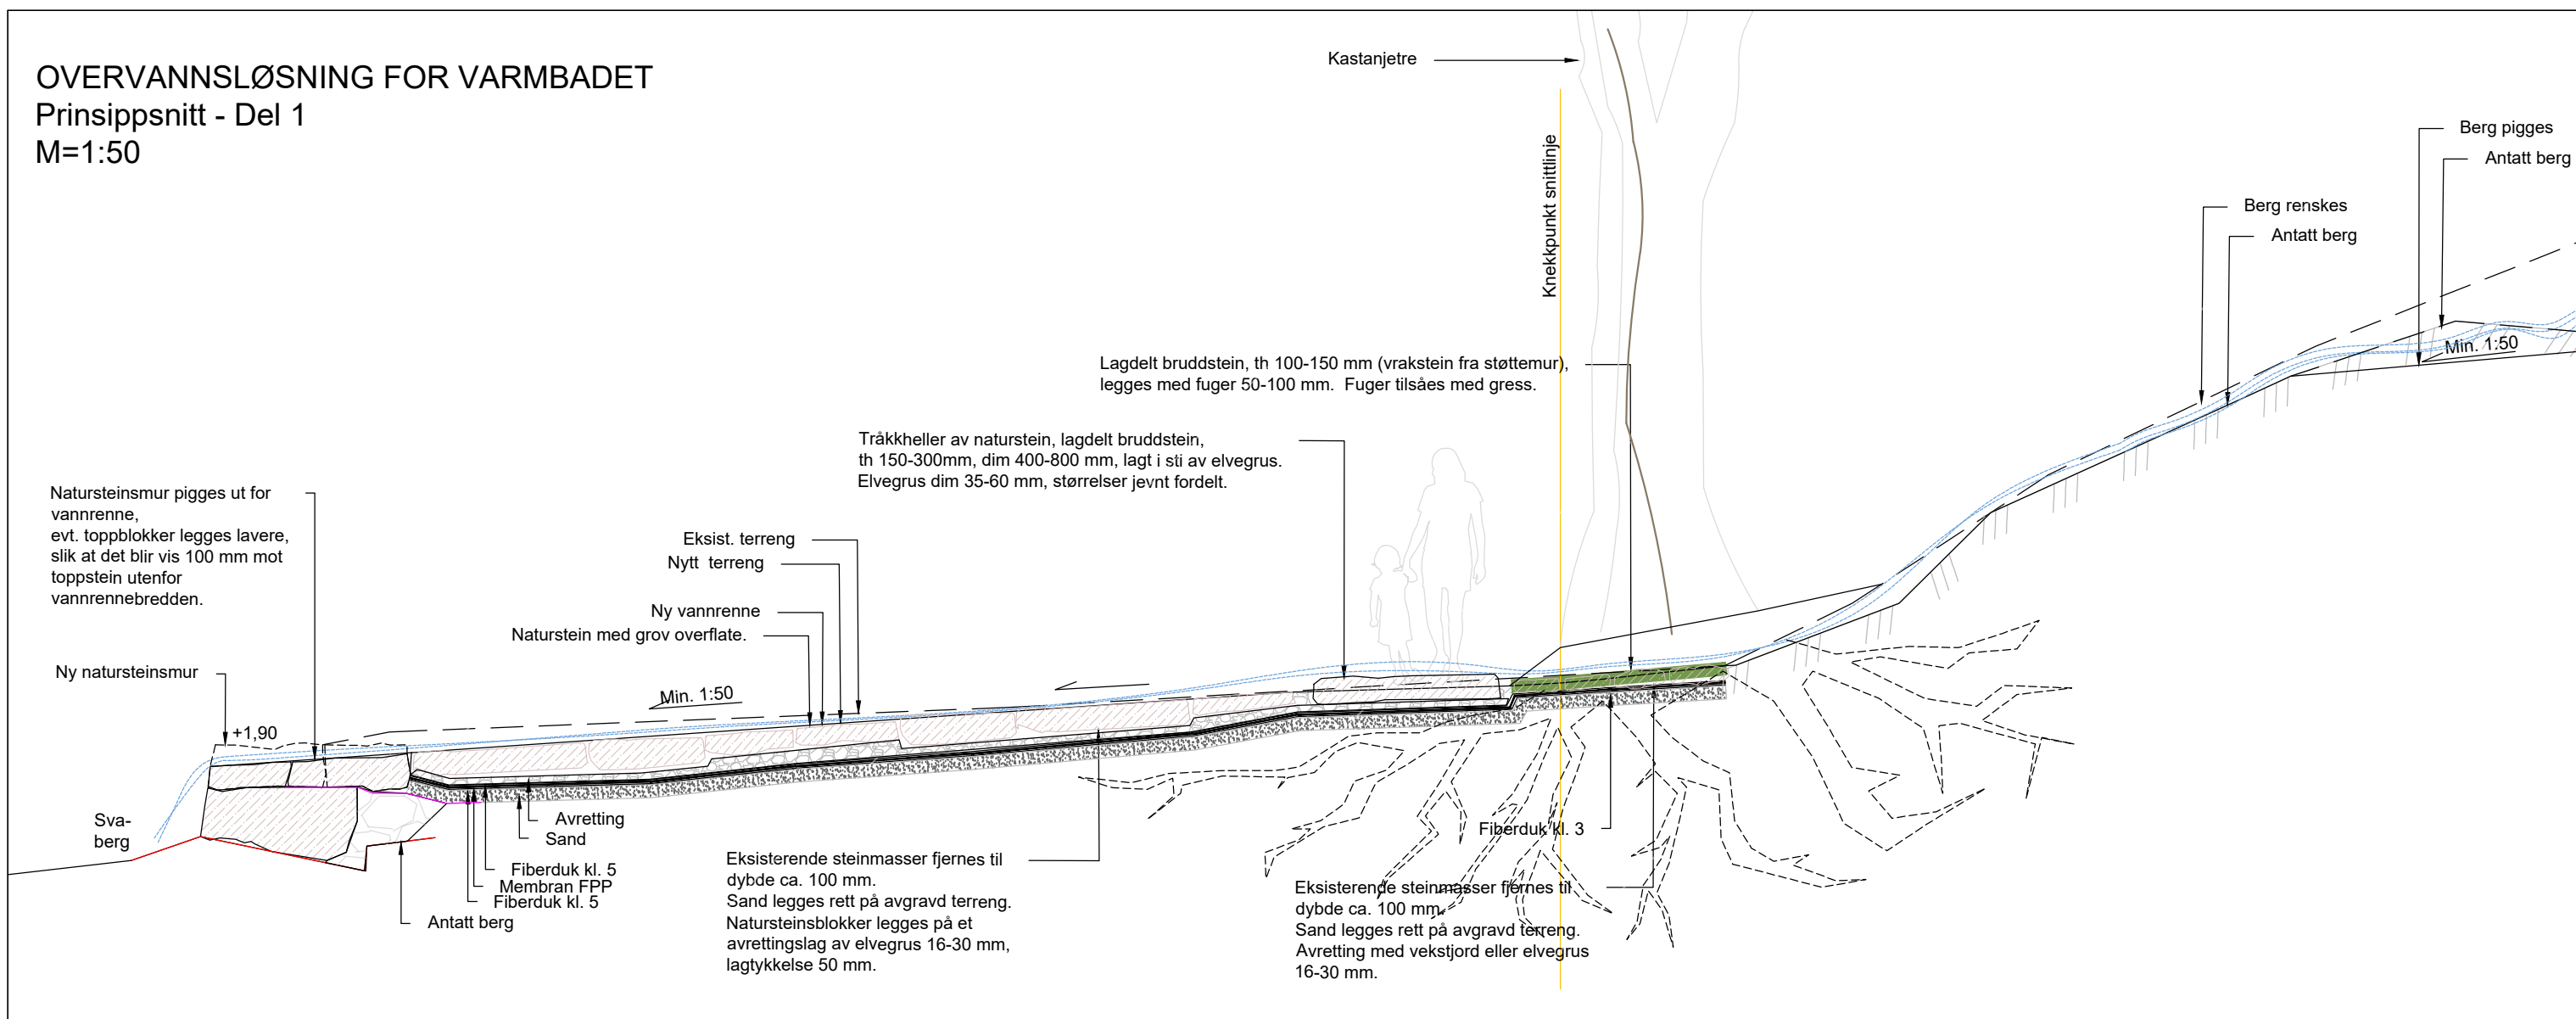 OVERVANNSLØSNING FOR VARMBADET
Prinsippsnitt - Del 1
M=1:50
Kastanjetre
Knekkpunkt snittlinje
Berg pigges
Antatt berg
Berg renskes
Antatt berg
Min. 1:50
Lagdelt bruddstein, th 100-150 mm (vrakstein fra støttemur),
legges med fuger 50-100 mm.  Fuger tilsåes med gress.
Tråkkheller av naturstein, lagdelt bruddstein,
th 150-300mm, dim 400-800 mm, lagt i sti av elvegrus.
Elvegrus dim 35-60 mm, størrelser jevnt fordelt.
Natursteinsmur pigges ut for
vannrenne,
evt. toppblokker legges lavere,
slik at det blir vis 100 mm mot
toppstein utenfor
vannrennebredden.
Eksist. terreng
Nytt  terreng
Ny vannrenne
Naturstein med grov overflate.
Ny natursteinsmur
Min. 1:50
+1,90
Sva-
berg
Avretting
Sand
Fiberduk kl. 5
Membran FPP
Fiberduk kl. 5
Antatt berg
Eksisterende steinmasser fjernes til
dybde ca. 100 mm.
Sand legges rett på avgravd terreng.
Natursteinsblokker legges på et
avrettingslag av elvegrus 16-30 mm,
lagtykkelse 50 mm.
Fiberduk kl. 3
Eksisterende steinmasser fjernes til
dybde ca. 100 mm.
Sand legges rett på avgravd terreng.
Avretting med vekstjord eller elvegrus
16-30 mm.